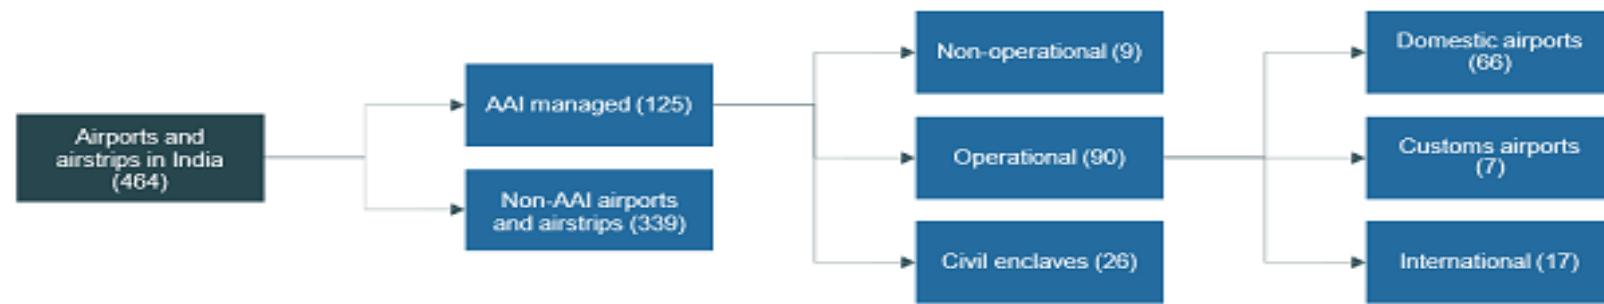 Airports and
airstrips in India
(464)
AAI managed (125)
Non-AAI airports
and airstrips (339)
Non-operational (9)
Operational (90)
Civil enclaves (26)
Domestic airports
(66)
Customs airports
(7)
International (17)